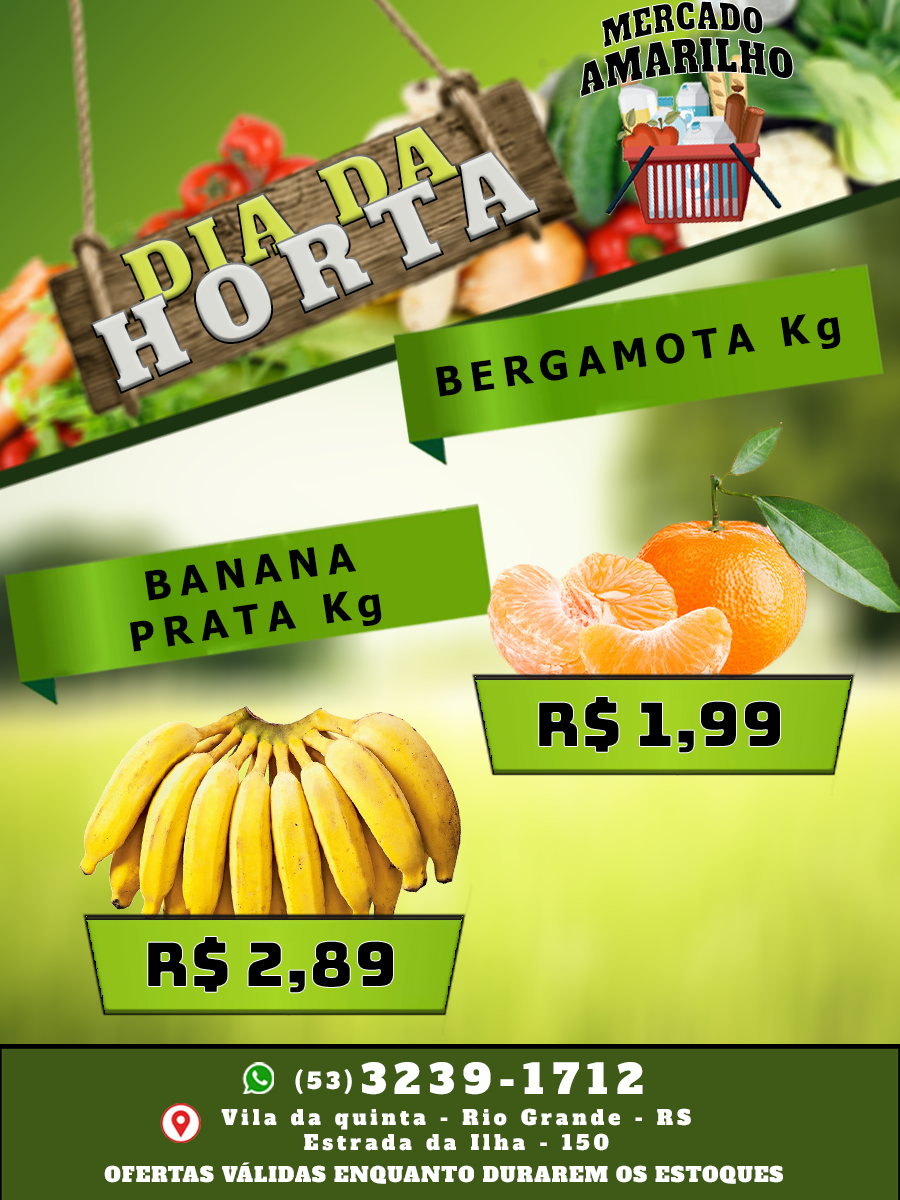 MERCADO
AMARILHO
DIA DA
HORTA
BERGAMOTA Kg
BANANA
PRATA Kg
R$ 1,99
R$ 2,89
(53) 3239-1712
Vila da quinta - Rio Grande - RS
Estrada da Ilha - 150
OFERTAS VÁLIDAS ENQUANTO DURAREM OS ESTOQUES